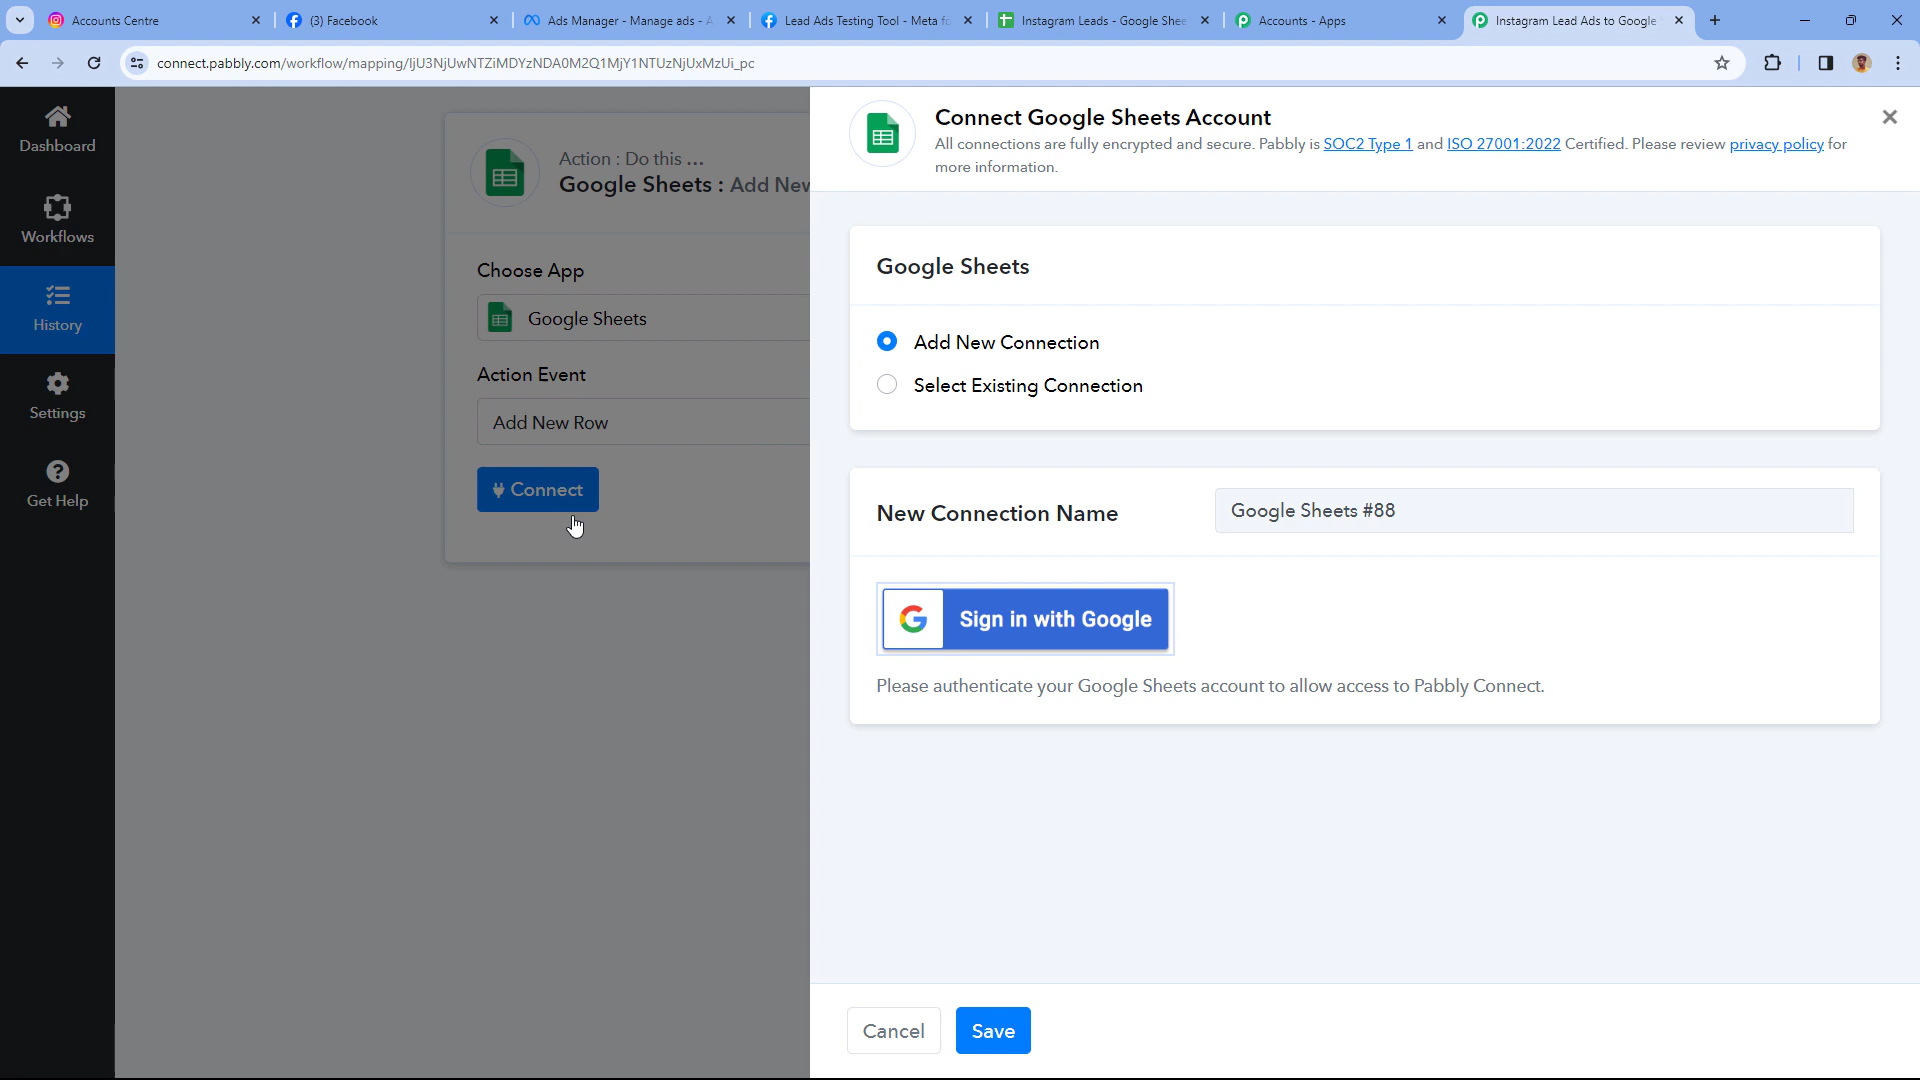 Accounts Centre
(3) Facebook
Ads Manager - Manage ads - A
Lead Ads Testing Tool - Meta fo
Instagram Leads - Google Shee
Accounts - Apps
Instagram Lead Ads to Google
connect.pabbly.com/workflow/mapping/IjU3NjUwNTZiMDYzNDA0M2Q1MjY1NTUzNjUxMzUi_pc
Dashboard
Workflows
History
Settings
Get Help
Action : Do this ...
Google Sheets : Add New
Choose App
Google Sheets
Action Event
Add New Row
Connect
Connect Google Sheets Account
All connections are fully encrypted and secure. Pabbly is SOC2 Type 1 and ISO 27001:2022 Certified. Please review privacy policy for
more information.
Google Sheets
Add New Connection
Select Existing Connection
New Connection Name
Google Sheets #88
Sign in with Google
Please authenticate your Google Sheets account to allow access to Pabbly Connect.
Cancel
Save